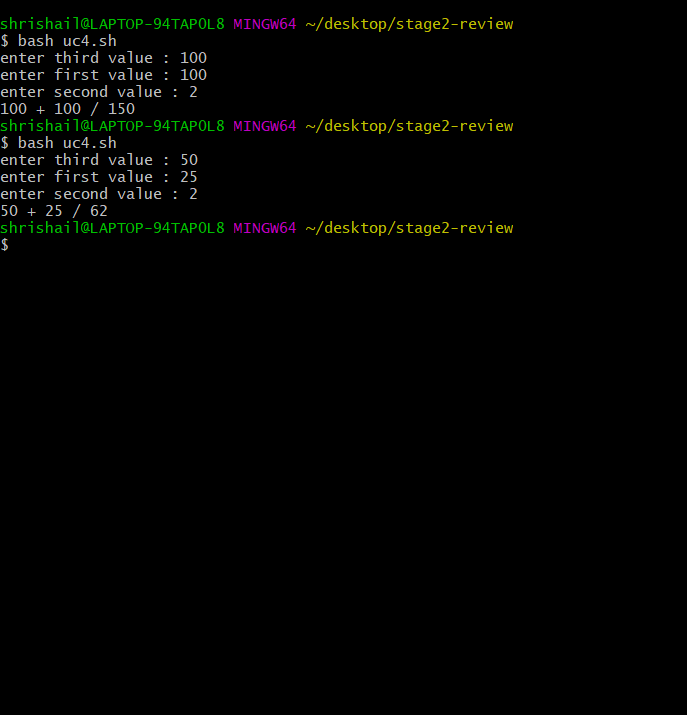 shrishail@LAPTOP-94TAP0L8 MINGW64 ~/desktop/stage2-review
$ bash uc4.sh
enter third value : 100
enter first value : 100
enter second value : 2
100 + 100 / 150
shrishail@LAPTOP-94TAP0L8 MINGW64 ~/desktop/stage2-review
$ bash uc4.sh
enter third value : 50
enter first value : 25
enter second value : 2
50 + 25 / 62
shrishail@LAPTOP-94TAP0L8 MINGW64 ~/desktop/stage2-review
$